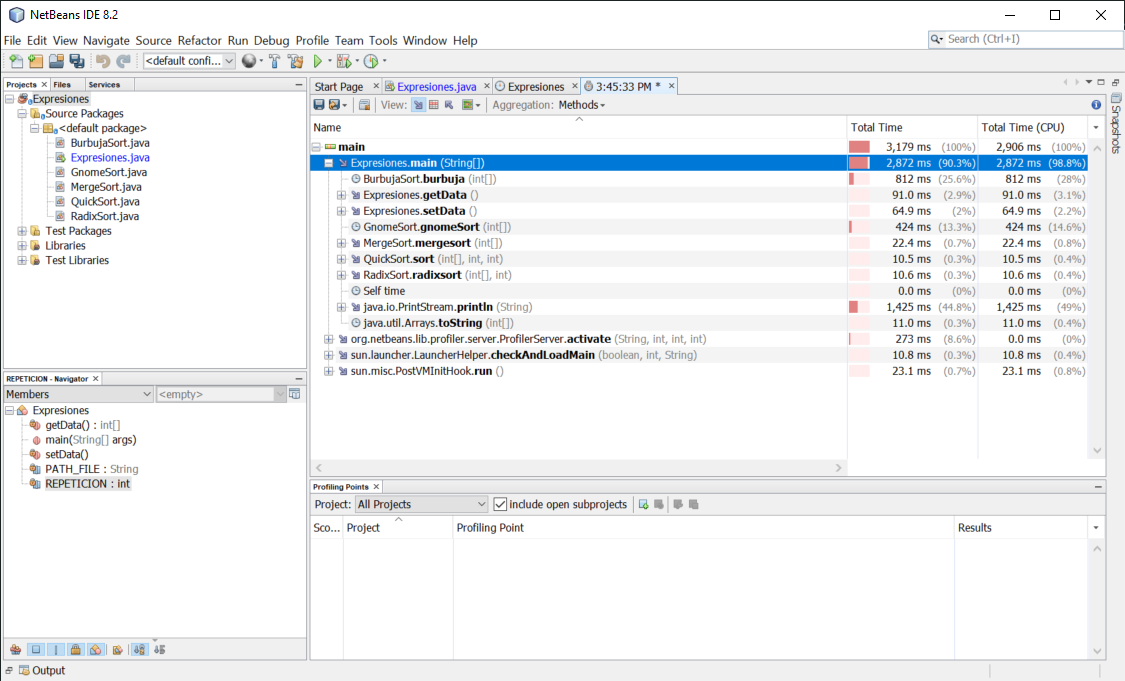 NetBeans IDE 8.2
File Edit View Navigate Source Refactor Run Debug Profile Team Tools Window Help
Search (Ctrl+I)
<default confi...
Projects Files Services
Expresiones
Source Packages
<default package>
BurbujaSort.java
Expresiones.java
GnomeSort.java
MergeSort.java
QuickSort.java
RadixSort.java
Test Packages
Libraries
Test Libraries
REPETICION - Navigator
Members <empty>
Expresiones
getData() : int[]
main(String[] args)
setData()
PATH_FILE : String
REPETICION : int
Start Page Expresiones.java Expresiones 3:45:33 PM *
View: Aggregation: Methods
Name Total Time Total Time (CPU)
main 3,179 ms (100%) 2,906 ms (100%)
Expresiones.main (String[]) 2,872 ms (90.3%) 2,872 ms (98.8%)
BurbujaSort.burbuja (int[]) 812 ms (25.6%) 812 ms (28%)
Expresiones.getData () 91.0 ms (2.9%) 91.0 ms (3.1%)
Expresiones.setData () 64.9 ms (2%) 64.9 ms (2.2%)
GnomeSort.gnomeSort (int[]) 424 ms (13.3%) 424 ms (14.6%)
MergeSort.mergesort (int[]) 22.4 ms (0.7%) 22.4 ms (0.8%)
QuickSort.sort (int[], int, int) 10.5 ms (0.3%) 10.5 ms (0.4%)
RadixSort.radixsort (int[], int) 10.6 ms (0.3%) 10.6 ms (0.4%)
Self time 0.0 ms (0%) 0.0 ms (0%)
java.io.PrintStream.println (String) 1,425 ms (44.8%) 1,425 ms (49%)
java.util.Arrays.toString (int[]) 11.0 ms (0.3%) 11.0 ms (0.4%)
org.netbeans.lib.profiler.server.ProfilerServer.activate (String, int, int, int) 273 ms (8.6%) 0.0 ms (0%)
sun.launcher.LauncherHelper.checkAndLoadMain (boolean, int, String) 10.8 ms (0.3%) 10.8 ms (0.4%)
sun.misc.PostVMInitHook.run () 23.1 ms (0.7%) 23.1 ms (0.8%)
Snapshots
Profiling Points
Project: All Projects Include open subprojects
Sco... Project Profiling Point Results
Output